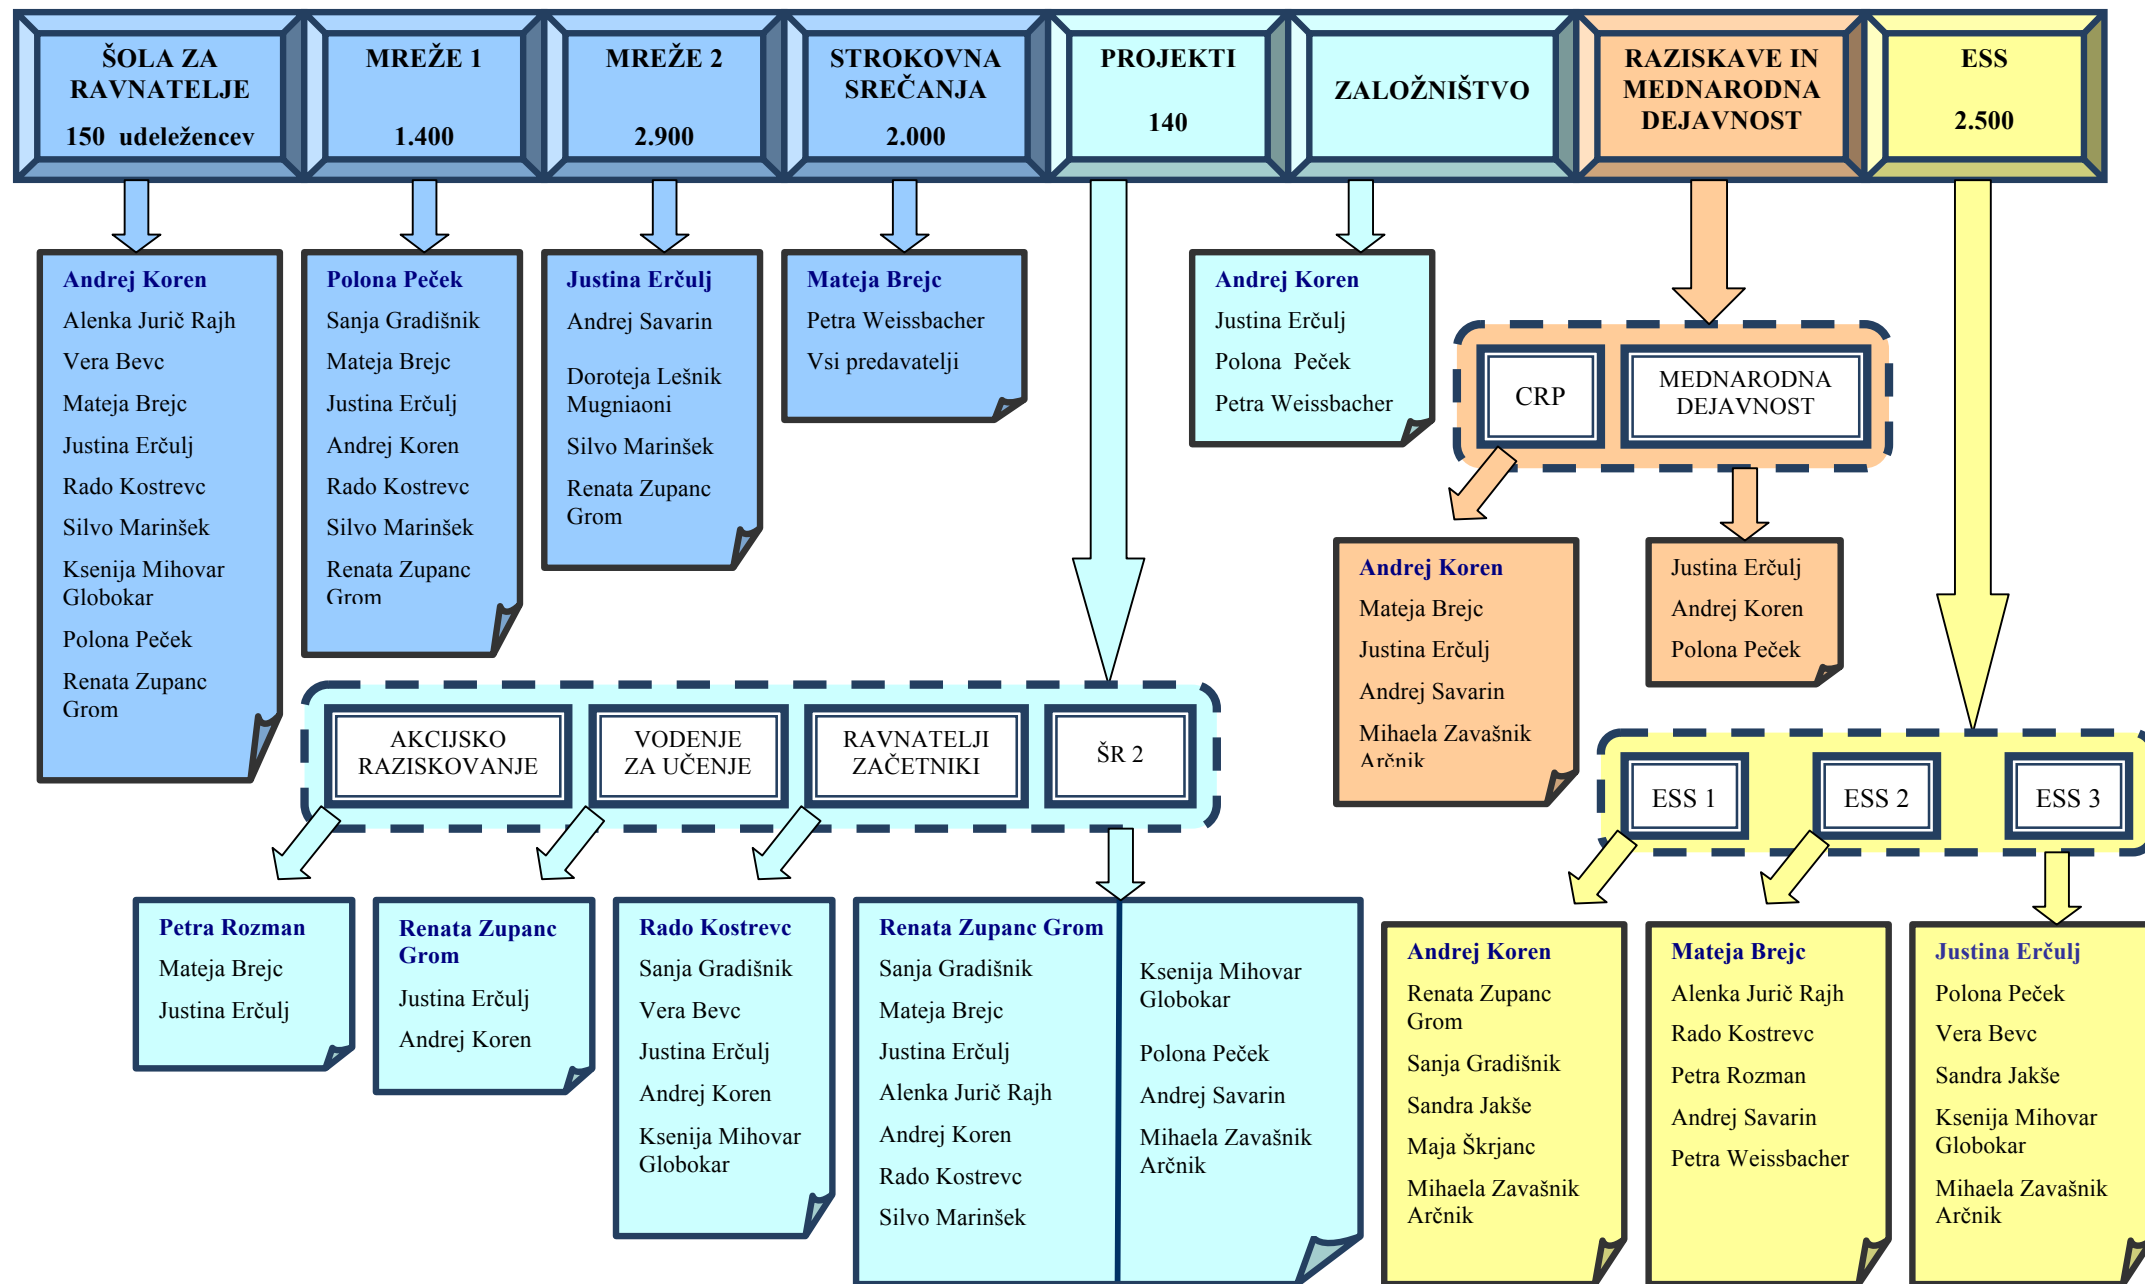 ŠOLA ZA
RAVNATELJE
150 udeležencev
MREŽE 1
1.400
MREŽE 2
2.900
STROKOVNA
SREČANJA
2.000
PROJEKTI
140
ZALOŽNIŠTVO
RAZISKAVE IN
MEDNARODNA
DEJAVNOST
ESS
2.500
Andrej Koren
Alenka Jurič Rajh
Vera Bevc
Mateja Brejc
Justina Erčulj
Rado Kostrevc
Silvo Marinšek
Ksenija Mihovar
Globokar
Polona Peček
Renata Zupanc
Grom
Polona Peček
Sanja Gradišnik
Mateja Brejc
Justina Erčulj
Andrej Koren
Rado Kostrevc
Silvo Marinšek
Renata Zupanc
Grom
Justina Erčulj
Andrej Savarin
Doroteja Lešnik
Mugniaoni
Silvo Marinšek
Renata Zupanc
Grom
Mateja Brejc
Petra Weissbacher
Vsi predavatelji
Andrej Koren
Justina Erčulj
Polona Peček
Petra Weissbacher
CRP
MEDNARODNA
DEJAVNOST
Andrej Koren
Mateja Brejc
Justina Erčulj
Andrej Savarin
Mihaela Zavašnik
Arčnik
Justina Erčulj
Andrej Koren
Polona Peček
AKCIJSKO
RAZISKOVANJE
VODENJE
ZA UČENJE
RAVNATELJI
ZAČETNIKI
ŠR 2
ESS 1
ESS 2
ESS 3
Petra Rozman
Mateja Brejc
Justina Erčulj
Renata Zupanc
Grom
Justina Erčulj
Andrej Koren
Rado Kostrevc
Sanja Gradišnik
Vera Bevc
Justina Erčulj
Andrej Koren
Ksenija Mihovar
Globokar
Renata Zupanc Grom
Sanja Gradišnik
Mateja Brejc
Justina Erčulj
Alenka Jurič Rajh
Andrej Koren
Rado Kostrevc
Silvo Marinšek
Ksenija Mihovar
Globokar
Polona Peček
Andrej Savarin
Mihaela Zavašnik
Arčnik
Andrej Koren
Renata Zupanc
Grom
Sanja Gradišnik
Sandra Jakše
Maja Škrjanc
Mihaela Zavašnik
Arčnik
Mateja Brejc
Alenka Jurič Rajh
Rado Kostrevc
Petra Rozman
Andrej Savarin
Petra Weissbacher
Justina Erčulj
Polona Peček
Vera Bevc
Sandra Jakše
Ksenija Mihovar
Globokar
Mihaela Zavašnik
Arčnik